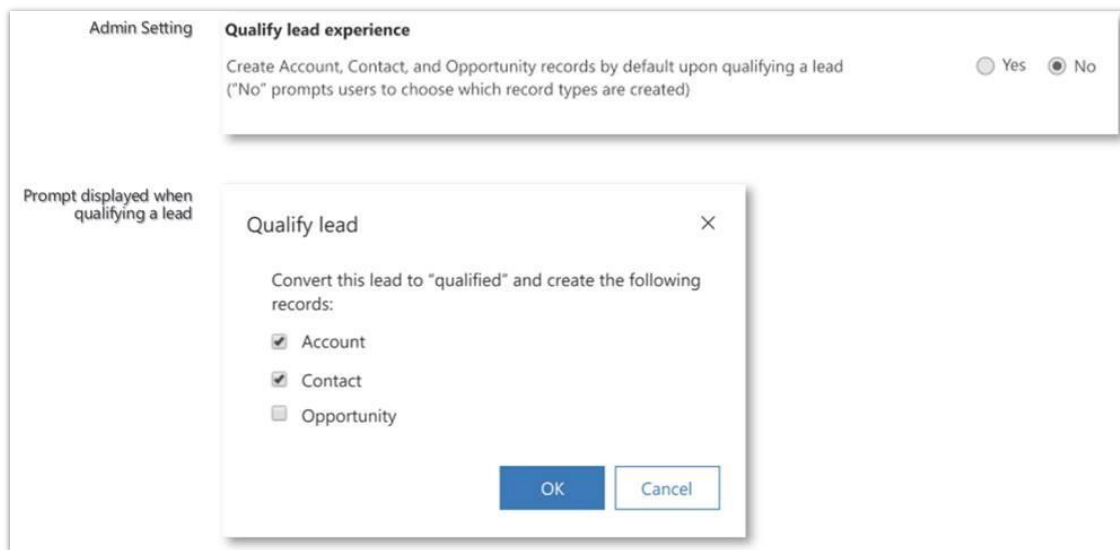 Admin Setting
Qualify lead experience
Create Account, Contact, and Opportunity records by default upon qualifying a lead
("No" prompts users to choose which record types are created)
Yes
No
Prompt displayed when
qualifying a lead
Qualify lead
Convert this lead to "qualified" and create the following
records:
Account
Contact
Opportunity
OK
Cancel